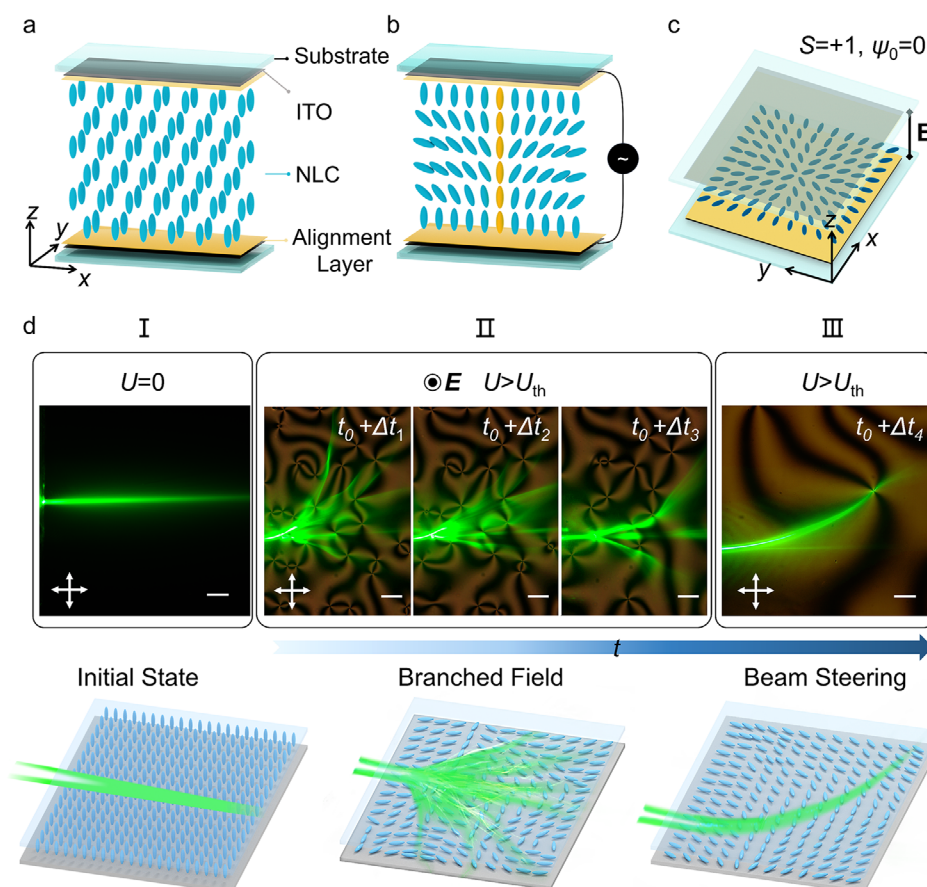 a
b
c
Substrate
ITO
NLC
Alignment
Layer
z
y
x
~
S=+1, ψ₀=0
E
z
x
y
d
I
II
III
U=0
E U>Uth
U>Uth
t₀+Δt₁
t₀+Δt₂
t₀+Δt₃
t₀+Δt₄
t
Initial State
Branched Field
Beam Steering